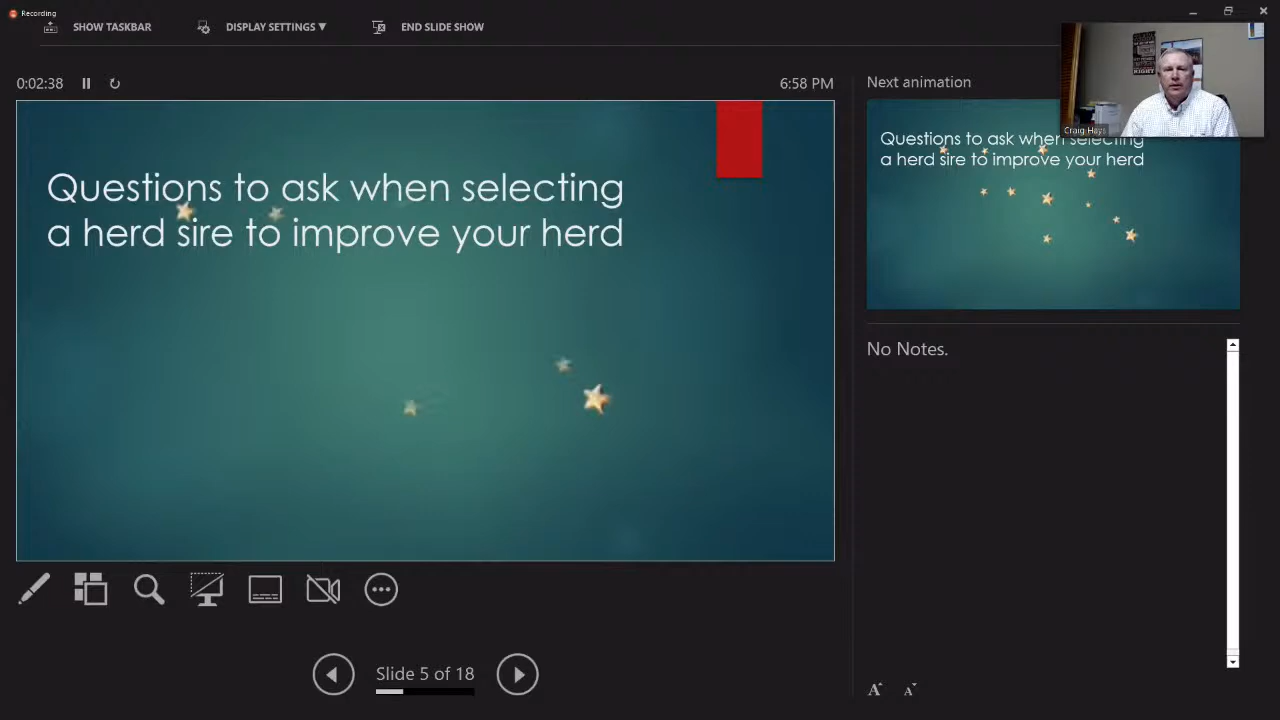 Recording
SHOW TASKBAR
DISPLAY SETTINGS ▼
END SLIDE SHOW
0:02:38
6:58 PM
Next animation
Questions to ask when selecting
a herd sire to improve your herd
Craig Hays
Questions to ask when selecting
a herd sire to improve your herd
No Notes.
Slide 5 of 18
A A